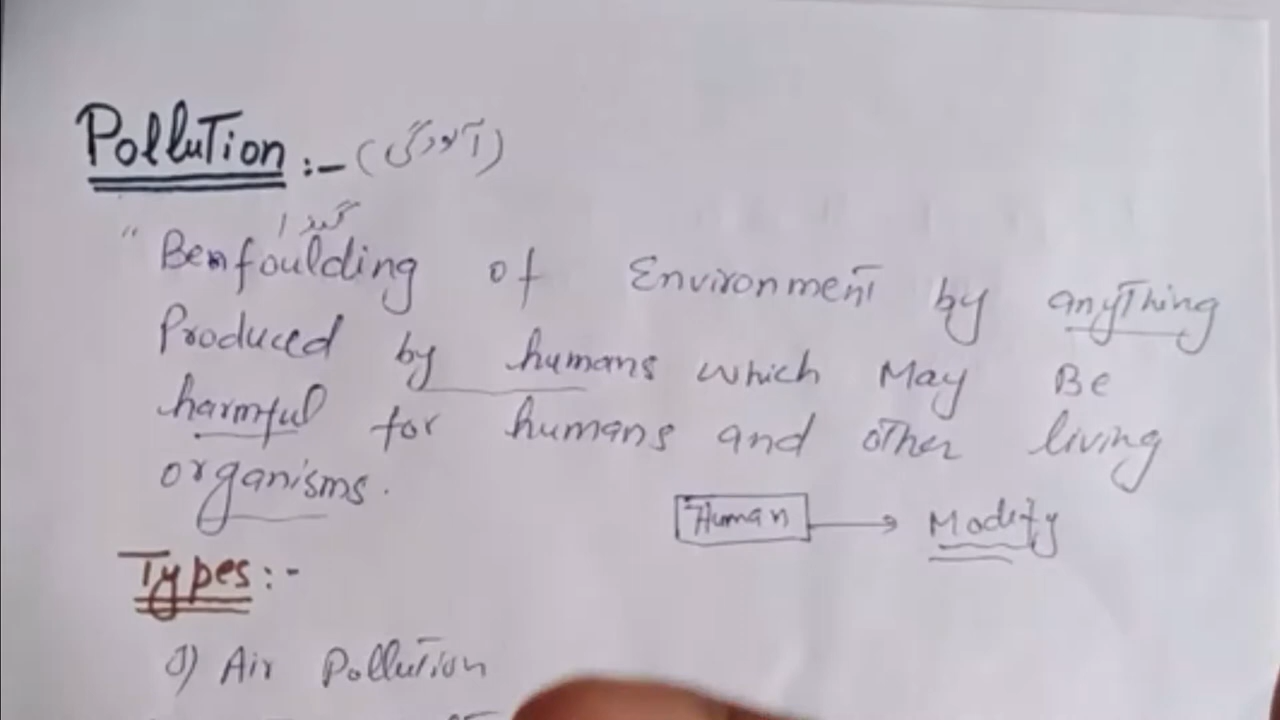 Pollution :- (آلودگی)
گندا
"Benfoulding of Environment by anything
Produced by humans which May Be
harmful for humans and other living
organisms.
Human → Modify
Types:-
1) Air Pollution